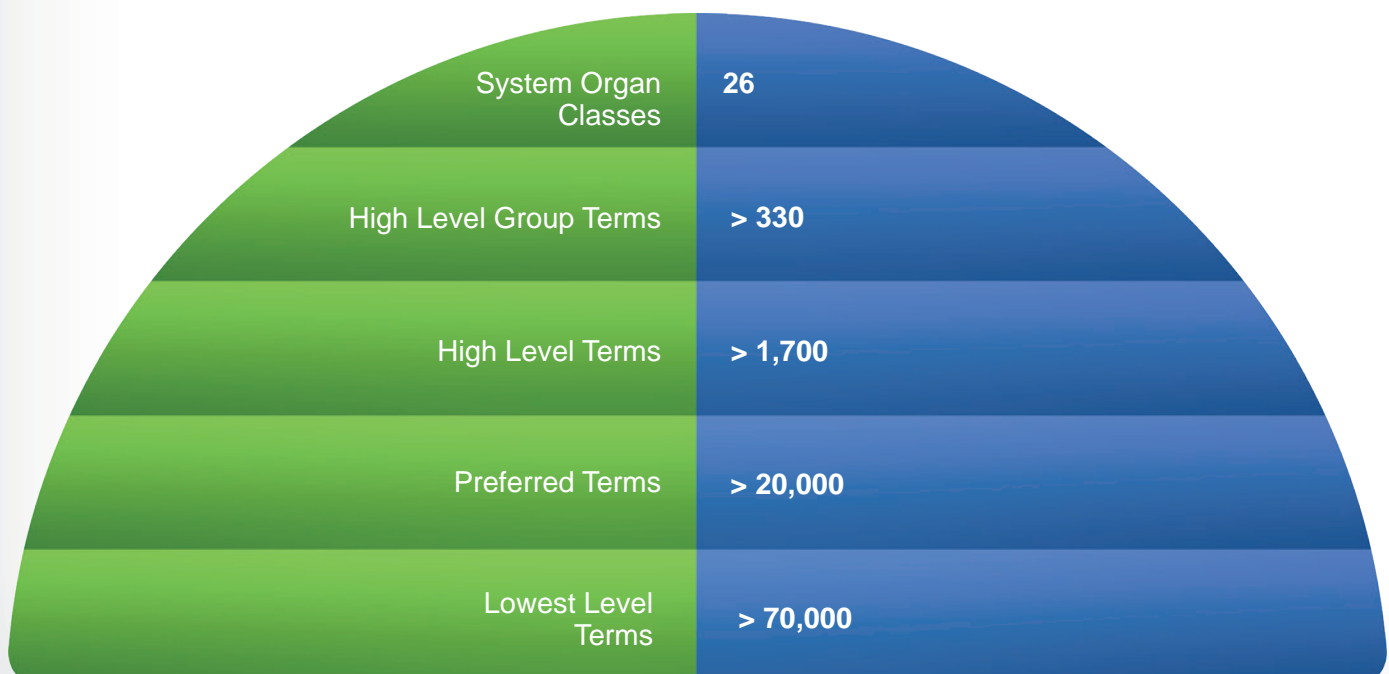 System Organ
Classes
26
High Level Group Terms
> 330
High Level Terms
> 1,700
Preferred Terms
> 20,000
Lowest Level
Terms
> 70,000